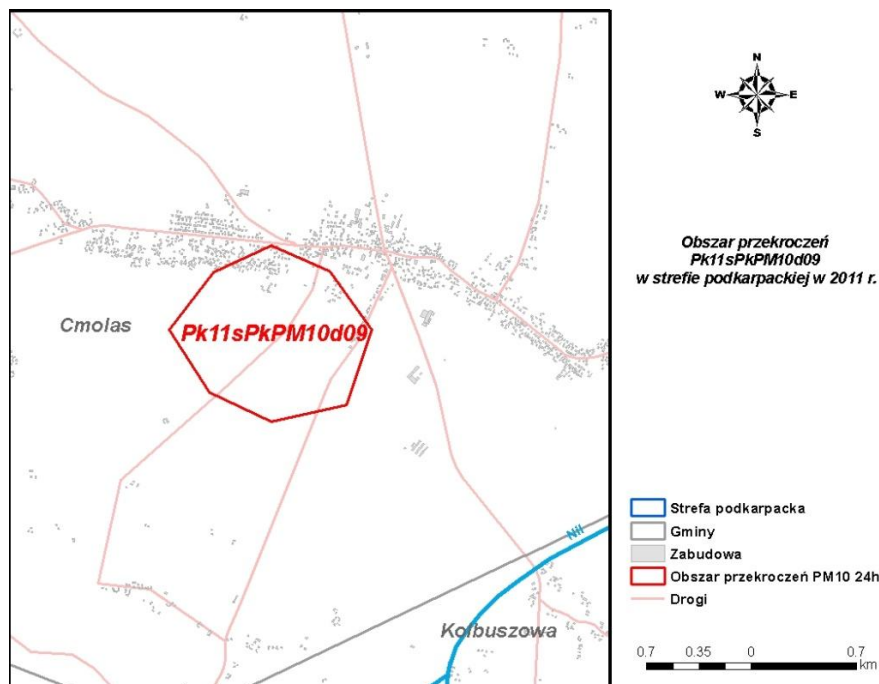 Cmolas
Pk11sPkPM10d09
Nil
Kolbuszowa
N
W E
S
Obszar przekroczeń
Pk11sPkPM10d09
w strefie podkarpackiej w 2011 r.
Strefa podkarpacka
Gminy
Zabudowa
Obszar przekroczeń PM10 24h
Drogi
0.7 0.35 0 0.7
km